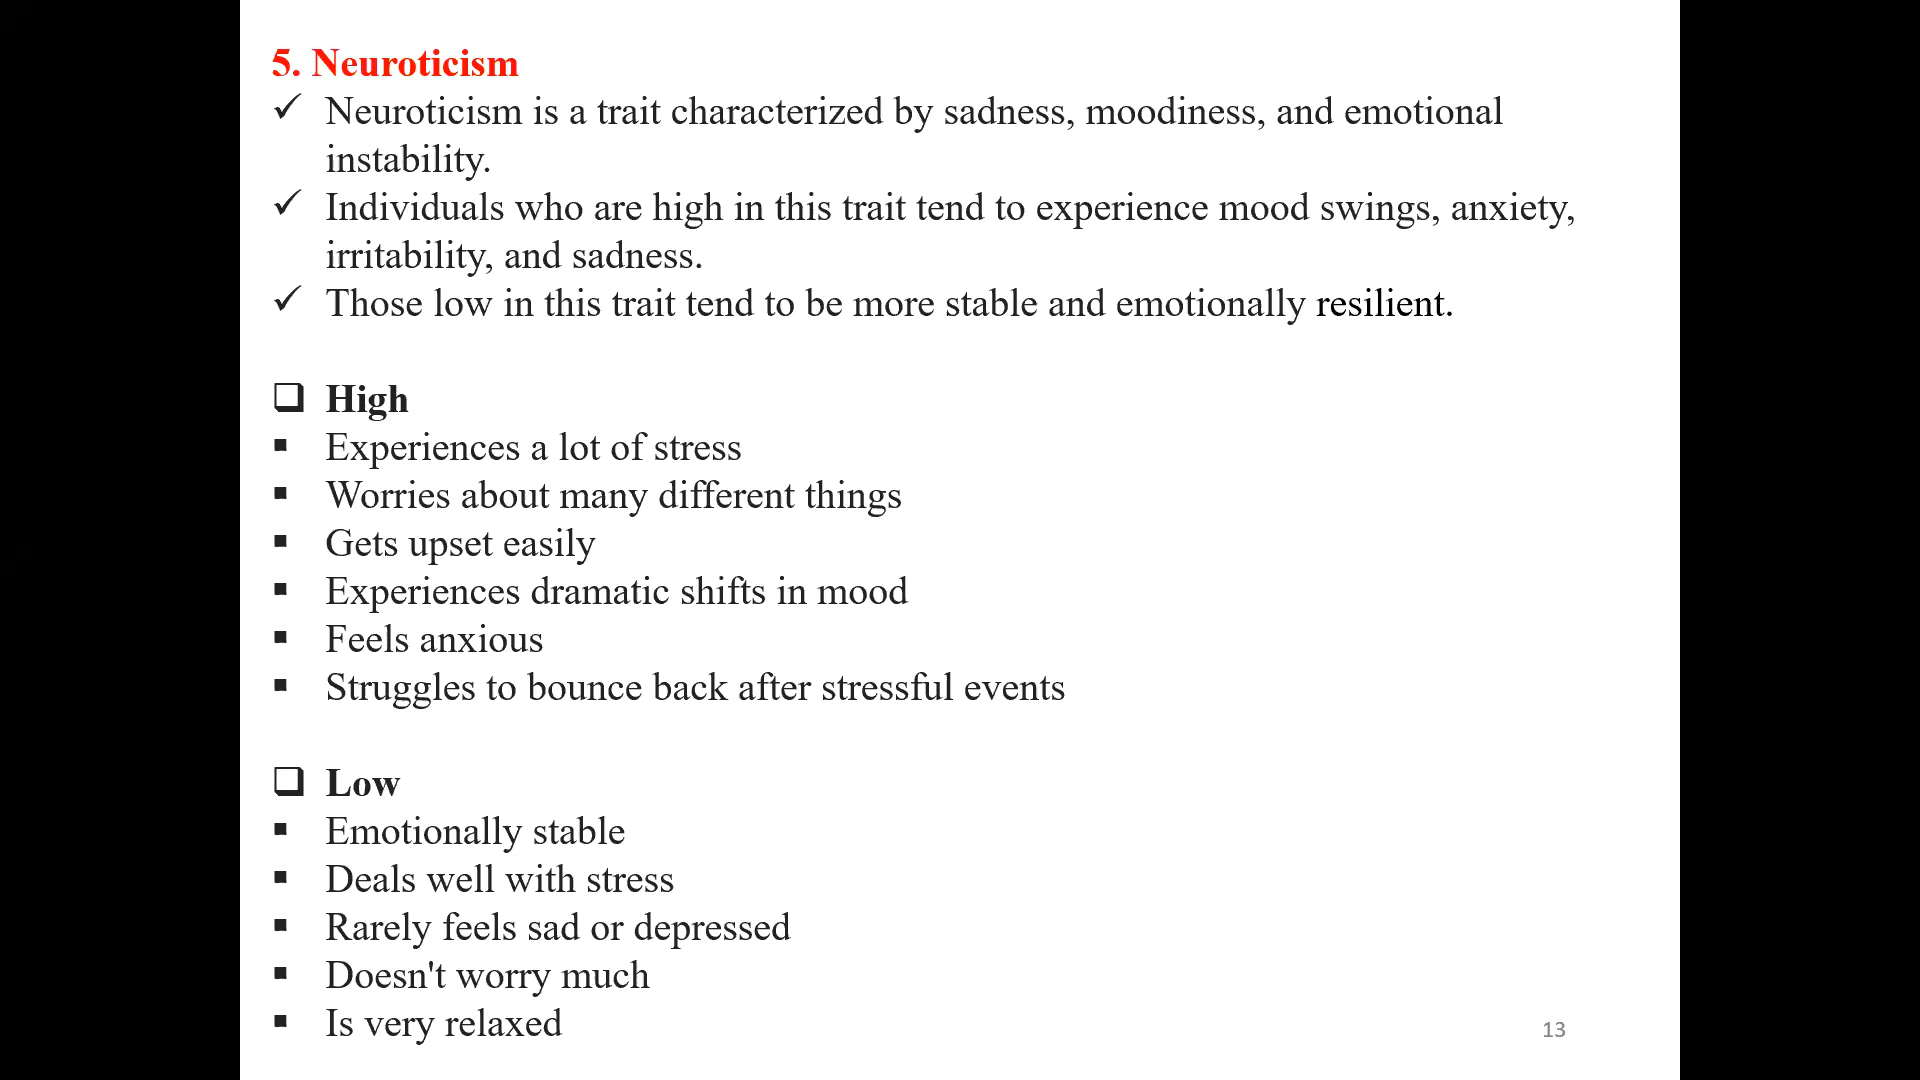 5. Neuroticism
✓ Neuroticism is a trait characterized by sadness, moodiness, and emotional
instability.
✓ Individuals who are high in this trait tend to experience mood swings, anxiety,
irritability, and sadness.
✓ Those low in this trait tend to be more stable and emotionally resilient.
❑ High
▪ Experiences a lot of stress
▪ Worries about many different things
▪ Gets upset easily
▪ Experiences dramatic shifts in mood
▪ Feels anxious
▪ Struggles to bounce back after stressful events
❑ Low
▪ Emotionally stable
▪ Deals well with stress
▪ Rarely feels sad or depressed
▪ Doesn't worry much
▪ Is very relaxed
13